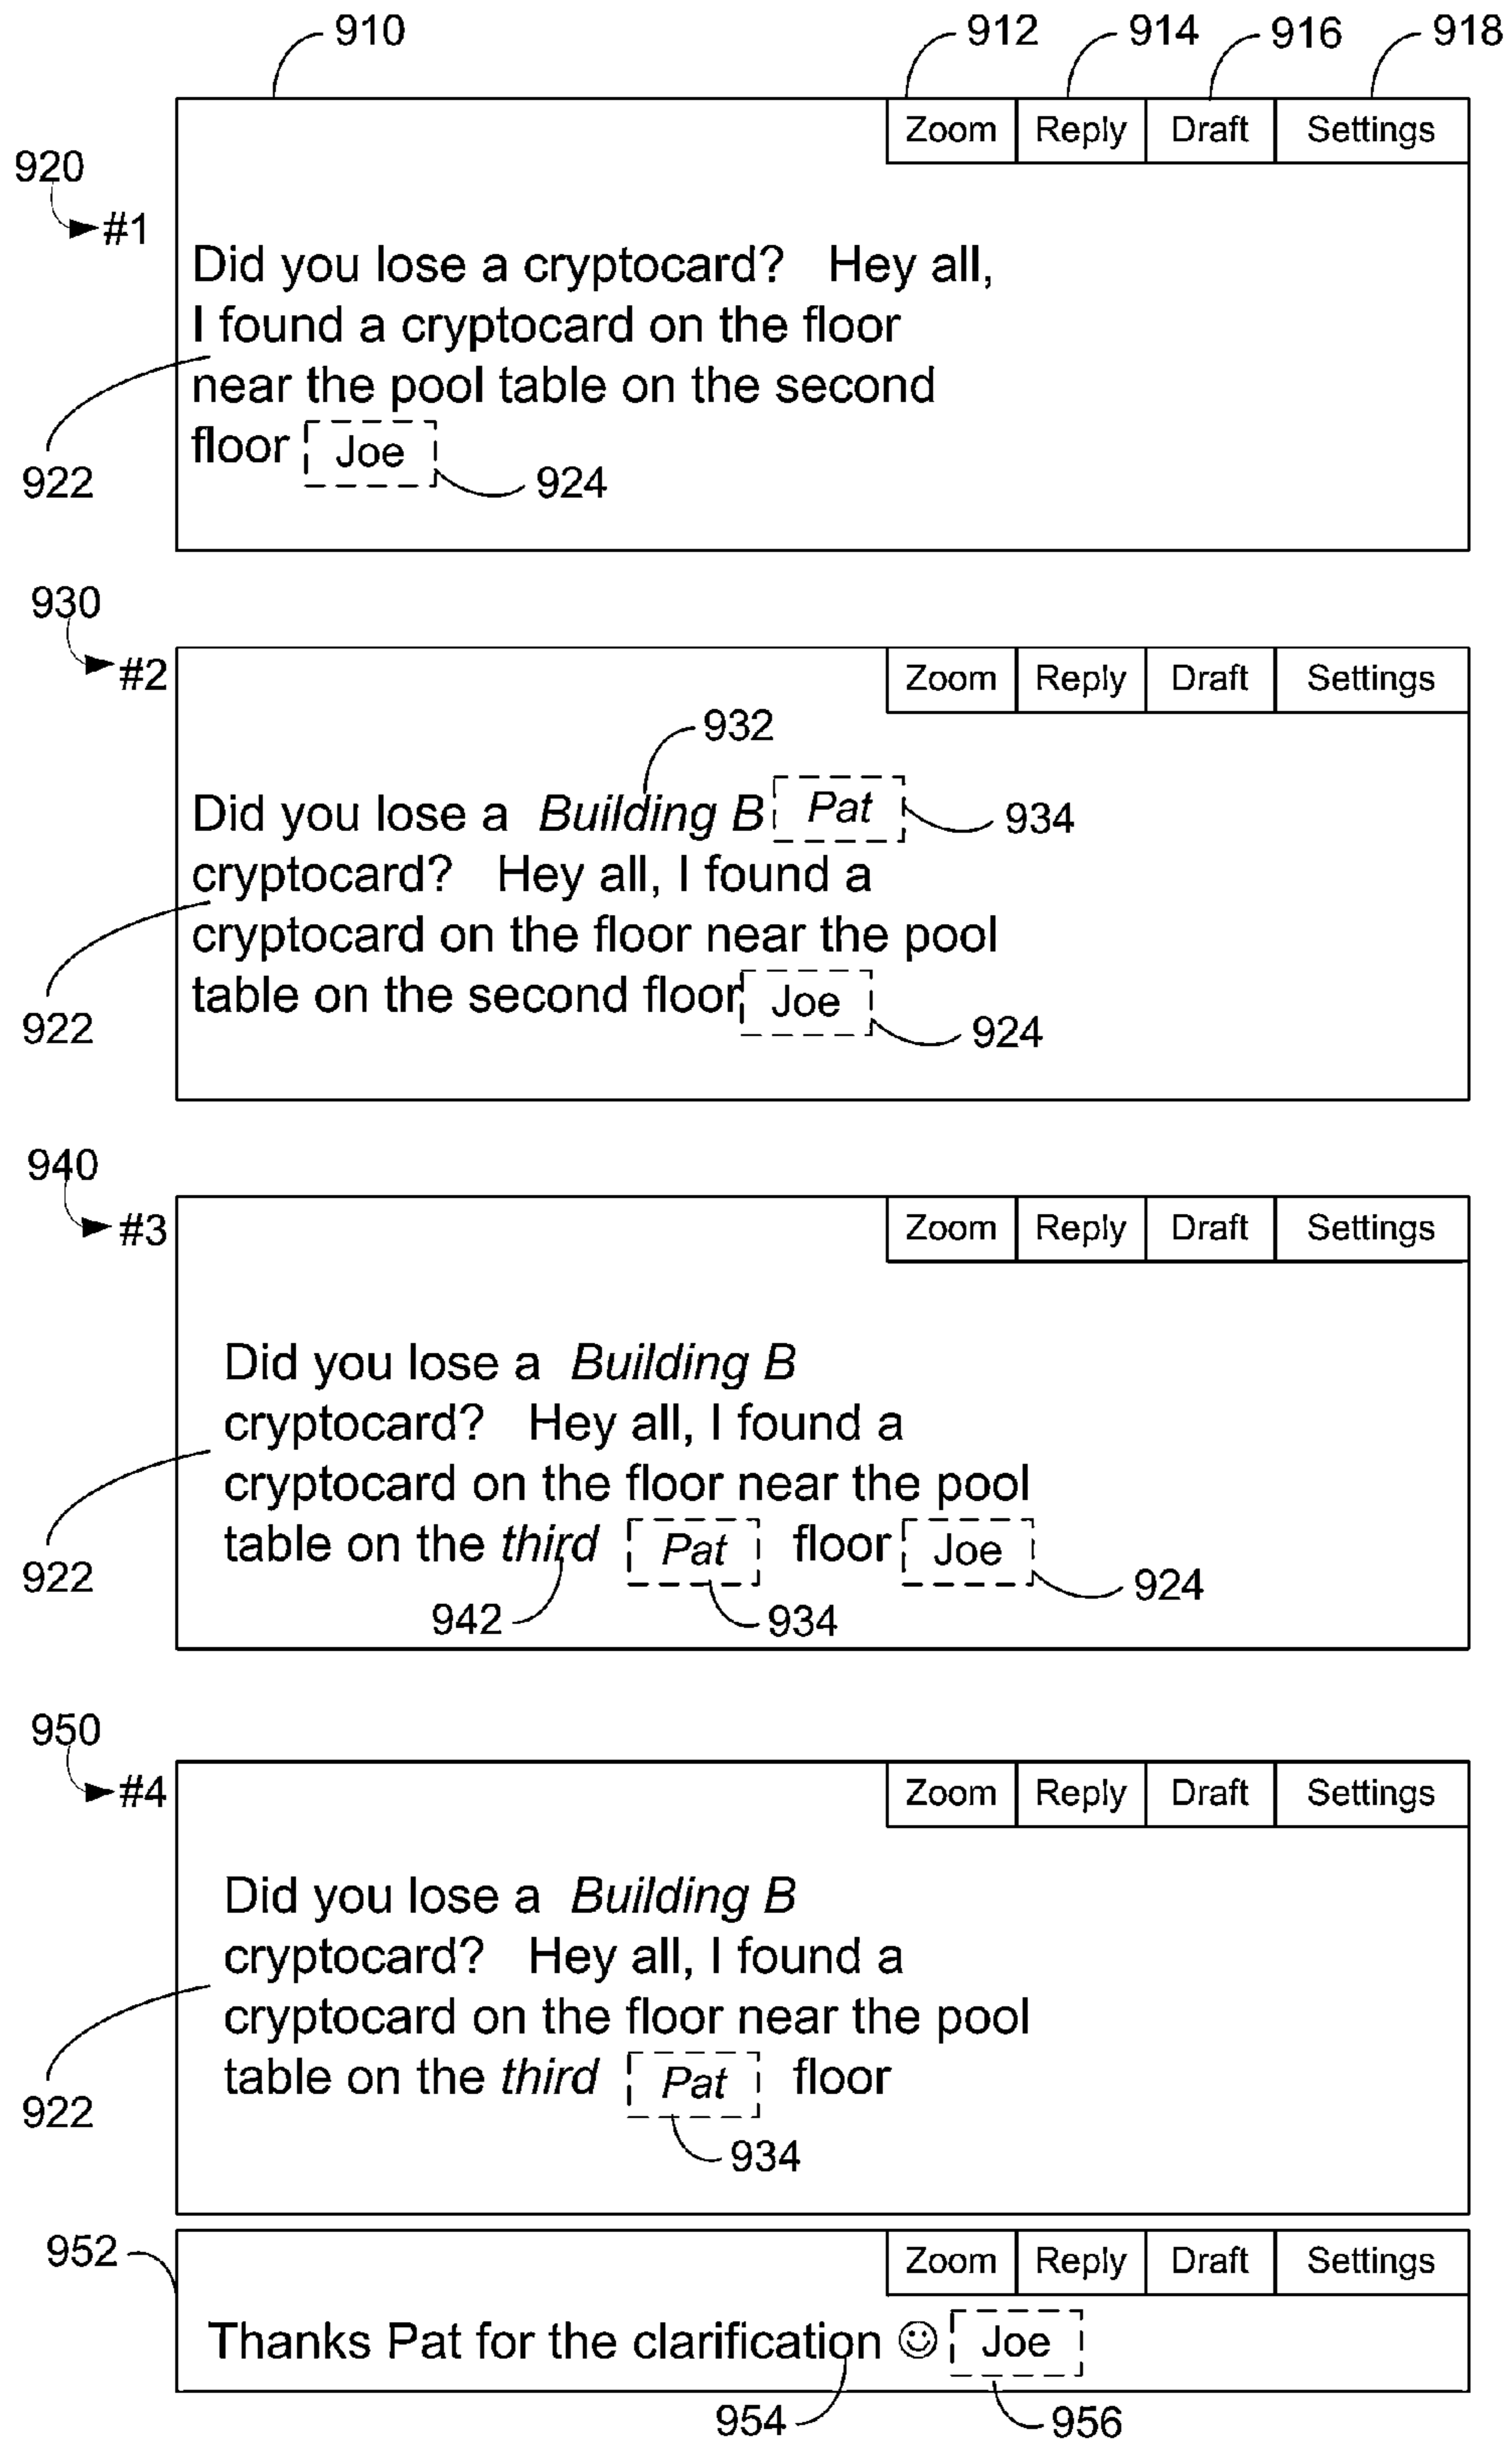 910 912 914 916 918
Zoom Reply Draft Settings
920
#1
Did you lose a cryptocard? Hey all,
I found a cryptocard on the floor
near the pool table on the second
floor Joe
922 924
930
#2 Zoom Reply Draft Settings
932
Did you lose a Building B Pat 934
cryptocard? Hey all, I found a
cryptocard on the floor near the pool
table on the second floor Joe
922 924
940
#3 Zoom Reply Draft Settings
Did you lose a Building B
cryptocard? Hey all, I found a
cryptocard on the floor near the pool
table on the third Pat floor Joe
922 924
942 934
950
#4 Zoom Reply Draft Settings
Did you lose a Building B
cryptocard? Hey all, I found a
cryptocard on the floor near the pool
table on the third Pat floor
922
934
952 Zoom Reply Draft Settings
Thanks Pat for the clarification ☺ Joe
954 956